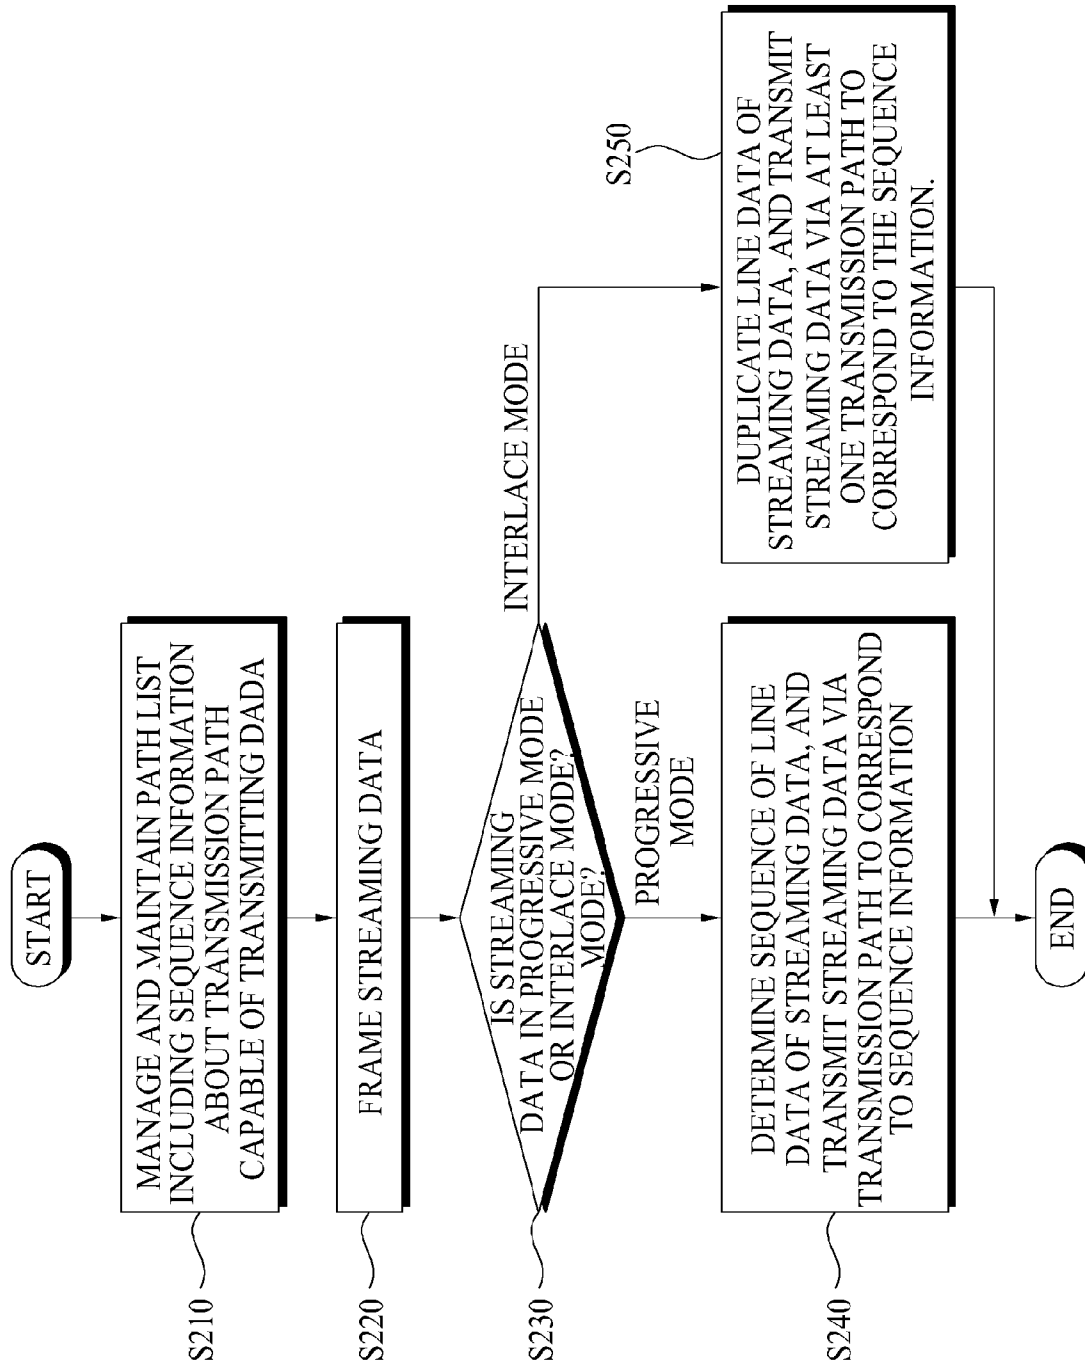 START
MANAGE AND MAINTAIN PATH LIST
INCLUDING SEQUENCE INFORMATION
ABOUT TRANSMISSION PATH
CAPABLE OF TRANSMITTING DADA
S210
FRAME STREAMING DATA
S220
IS STREAMING
DATA IN PROGRESSIVE MODE
OR INTERLACE MODE?
MODE?
S230
INTERLACE MODE
PROGRESSIVE
MODE
DETERMINE SEQUENCE OF LINE
DATA OF STREAMING DATA, AND
TRANSMIT STREAMING DATA VIA
TRANSMISSION PATH TO CORRESPOND
TO SEQUENCE INFORMATION
S240
S250
DUPLICATE LINE DATA OF
STREAMING DATA, AND TRANSMIT
STREAMING DATA VIA AT LEAST
ONE TRANSMISSION PATH TO
CORRESPOND TO THE SEQUENCE
INFORMATION.
END